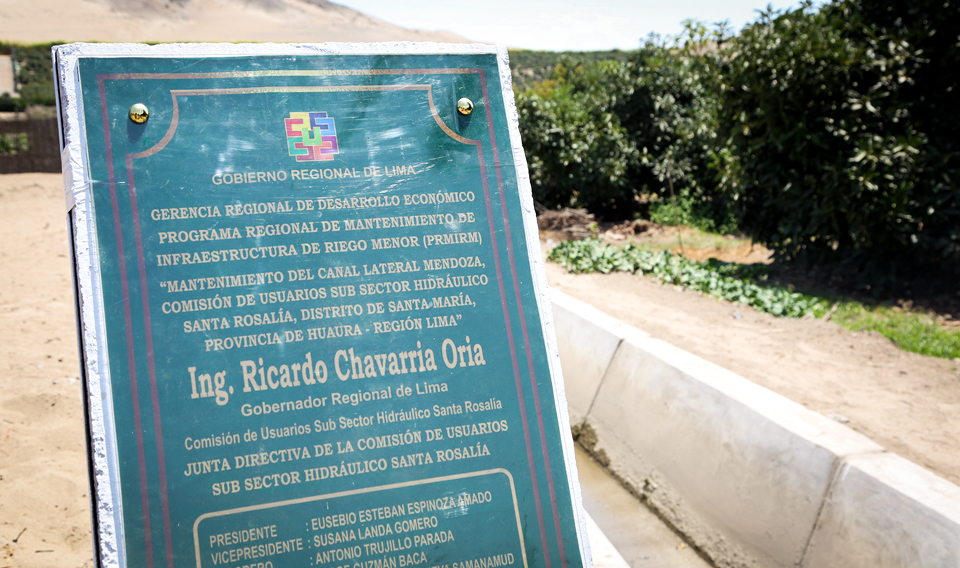 GOBIERNO REGIONAL DE LIMA
GERENCIA REGIONAL DE DESARROLLO ECONÓMICO
PROGRAMA REGIONAL DE MANTENIMIENTO DE
INFRAESTRUCTURA DE RIEGO MENOR (PRMIRM)
“MANTENIMIENTO DEL CANAL LATERAL MENDOZA,
COMISIÓN DE USUARIOS SUB SECTOR HIDRÁULICO
SANTA ROSALÍA, DISTRITO DE SANTA MARÍA,
PROVINCIA DE HUAURA - REGIÓN LIMA”
Ing. Ricardo Chavarria Oria
Gobernador Regional de Lima
Comisión de Usuarios Sub Sector Hidráulico Santa Rosalía
JUNTA DIRECTIVA DE LA COMISIÓN DE USUARIOS
SUB SECTOR HIDRÁULICO SANTA ROSALÍA
PRESIDENTE : EUSEBIO ESTEBAN ESPINOZA AMADO
VICEPRESIDENTE : SUSANA LANDA GOMERO
: ANTONIO TRUJILLO PARADA
GUZMÁN BACA
SAMANAMUD